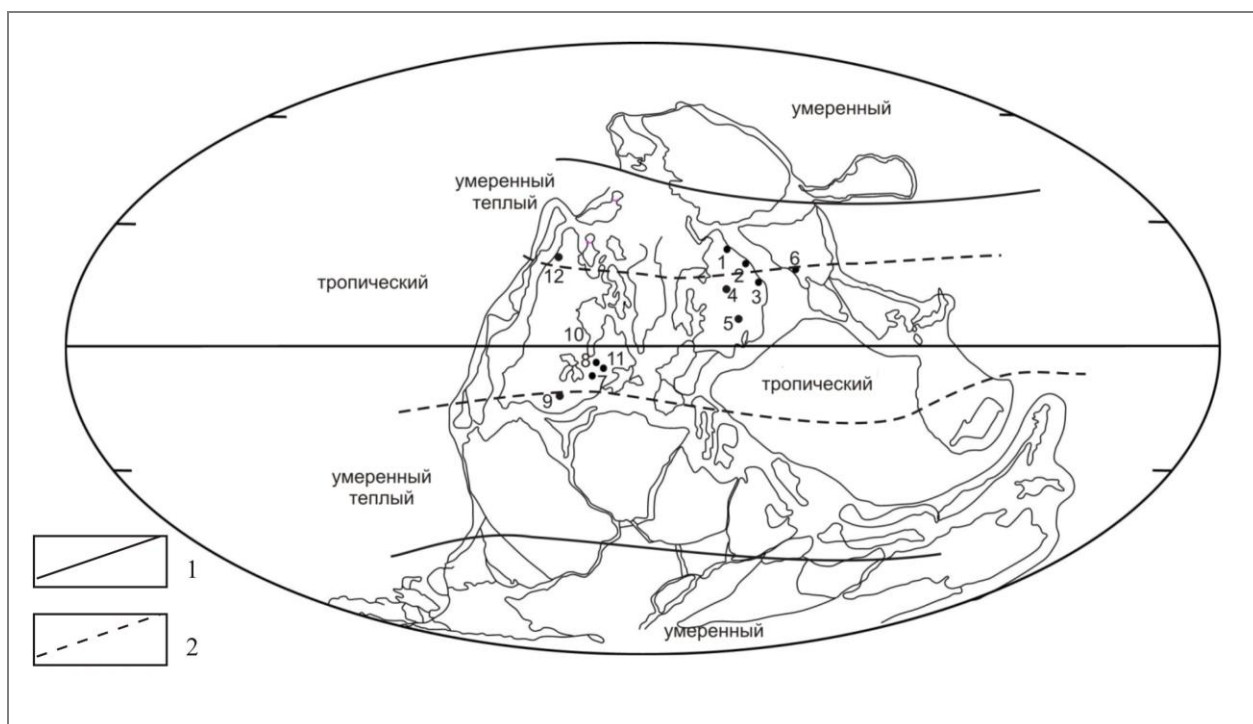 умеренный
умеренный
теплый
1
2
6
12
3
тропический
4
5
10
8
11
7
тропический
9
умеренный
теплый
1
2
умеренный